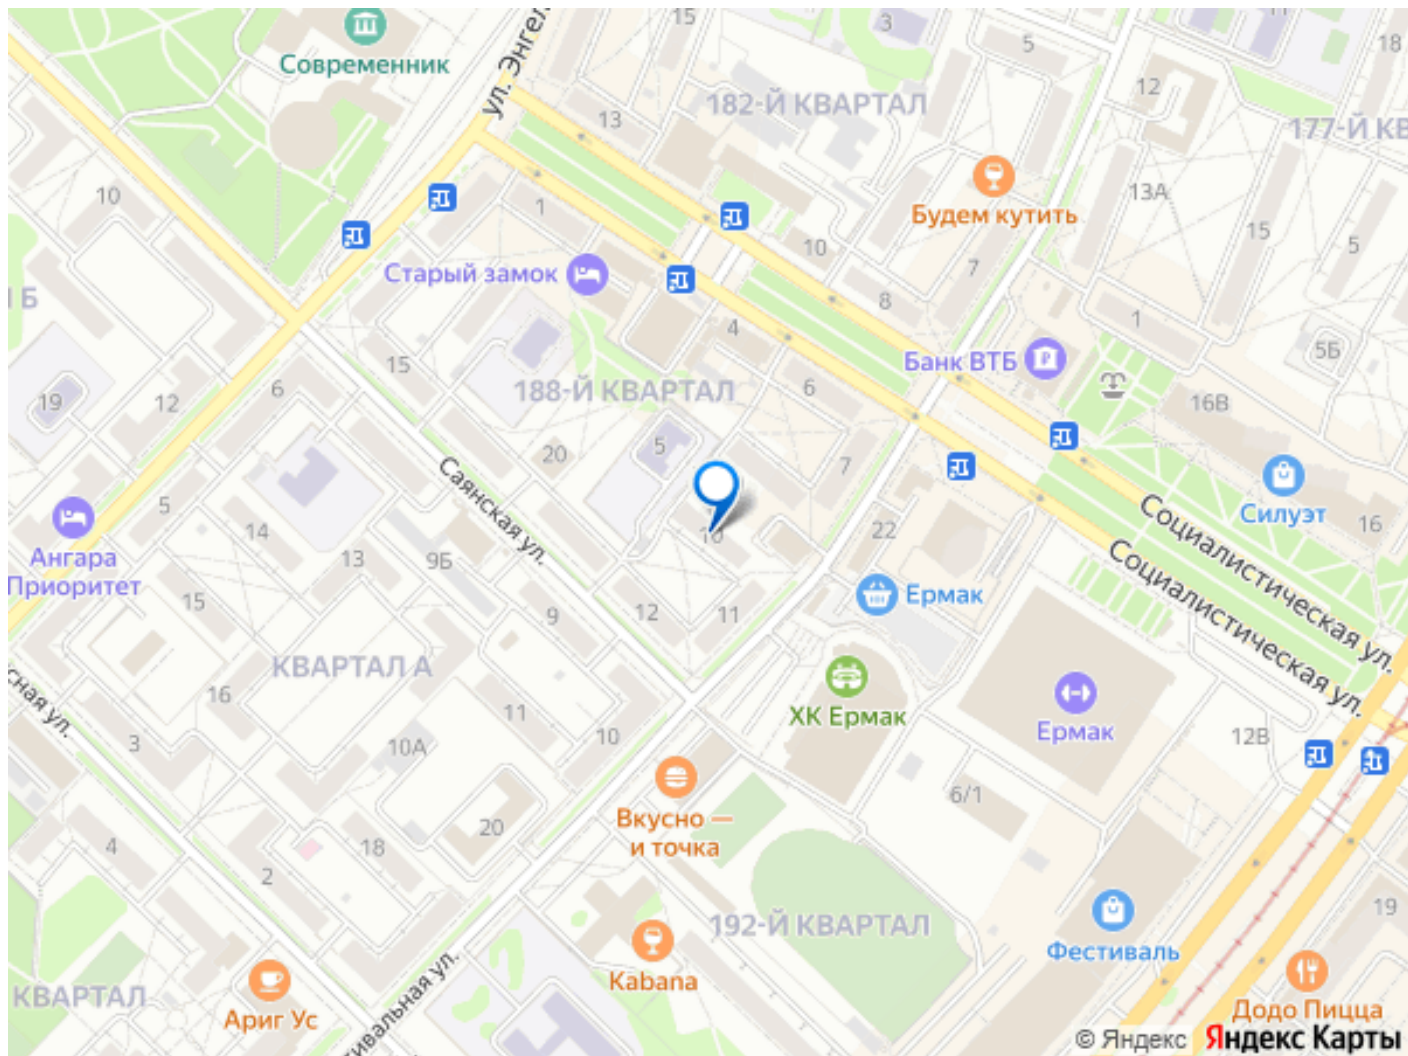 Современник
ул. Энгел
15
3
5
18
12
182-Й КВАРТАЛ
13
177-Й КВ
10
1
13А
Будем кутить
15
5
Старый замок
10
7
8
Б
4
1
15
Банк ВТБ
5Б
6
188-Й КВАРТАЛ
6
19
12
16В
5
20
7
Саянская ул.
Силуэт
16
5
14
10
22
Социалистическая ул.
Социалистическая ул.
Ангара
Приоритет
13
9Б
Ермак
15
9
12
11
КВАРТАЛ А
16
ХК Ермак
Ермак
сная ул.
3
11
10
10А
12В
6/1
Вкусно —
и точка
20
4
18
2
192-Й КВАРТАЛ
19
Фестиваль
Kabana
КВАРТАЛ
Ариг Ус
тивальная ул.
Додо Пицца
© Яндекс Яндекс Карты